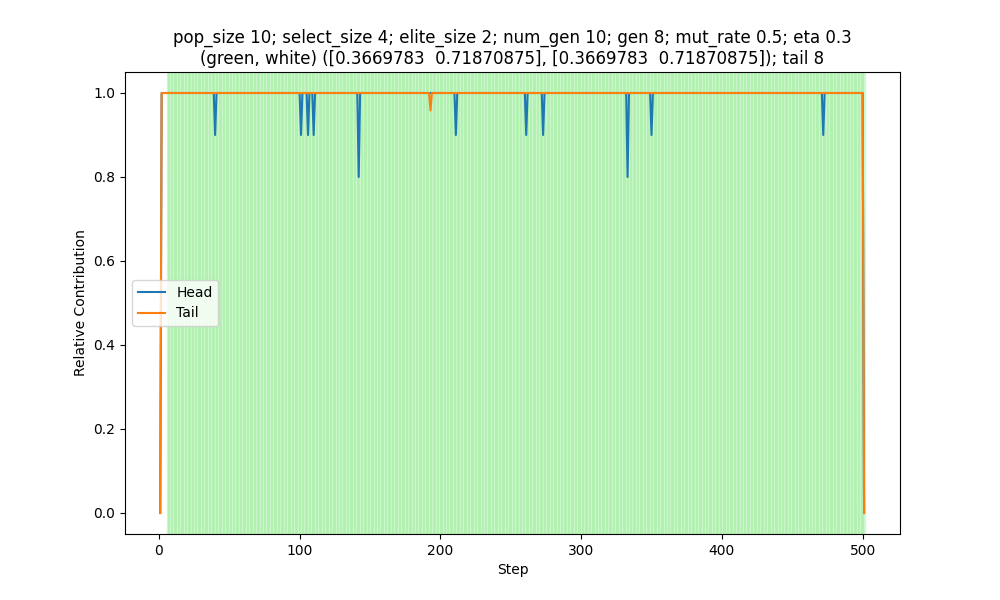 pop_size 10; select_size 4; elite_size 2; num_gen 10; gen 8; mut_rate 0.5; eta 0.3
(green, white) ([0.3669783  0.71870875], [0.3669783  0.71870875]); tail 8
1.0
0.8
0.6
0.4
0.2
0.0
Relative Contribution
Head
Tail
0
100
200
300
400
500
Step